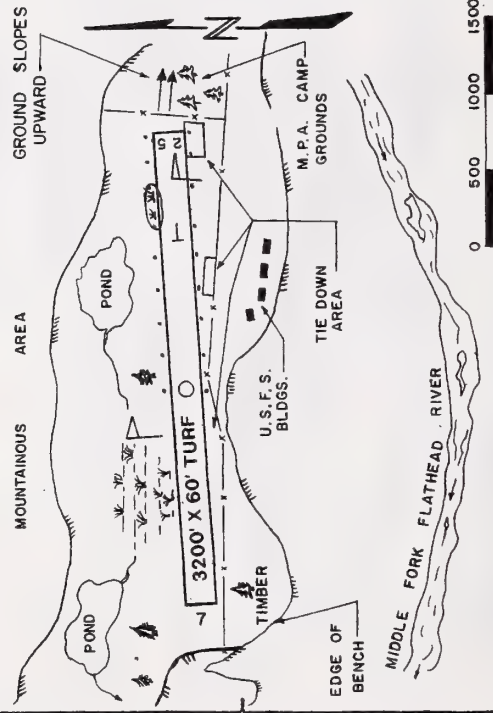 MOUNTAINOUS AREA
GROUND SLOPES
UPWARD
POND
POND
25
3200' X 60' TURF
7
N
TIMBER
U.S.F.S.
BLDGS.
M.P.A. CAMP
GROUNDS
TIE DOWN
AREA
EDGE OF
BENCH
MIDDLE FORK FLATHEAD RIVER
0 500 1000 1500